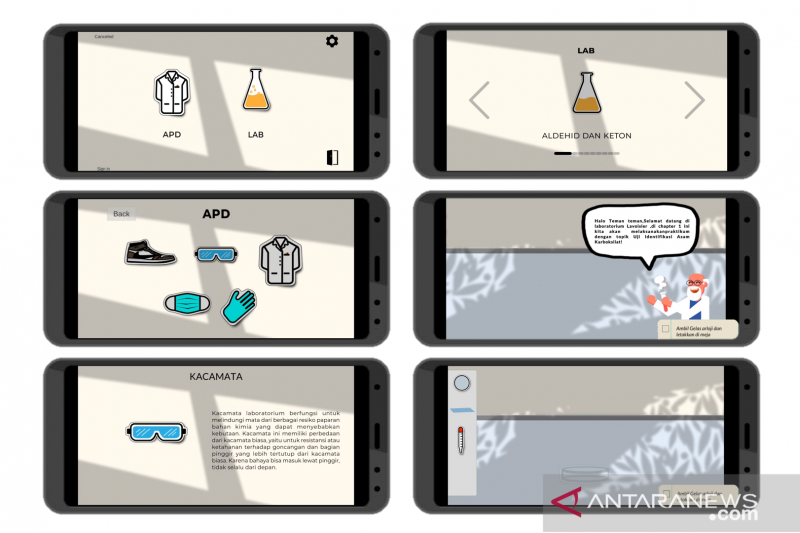 Canceled
APD
LAB
Sign in
LAB
ALDEHID DAN KETON
Back
APD
Halo Teman teman,Selamat datang di
laboratorium Lavoisier ,di chapter 1 ini
kita akan melaksanakanpraktikum
dengan topik Uji Identifikasi Asam
Karboksilat!
Ambil Gelas arloji dan
letakkan di meja
KACAMATA
Kacamata laboratorium berfungsi untuk
melindungi mata dari berbagai resiko paparan
bahan kimia yang dapat menyebabkan
kebutaan. Kacamata ini memiliki perbedaan
dari kacamata biasa, yaitu untuk resistansi atau
ketahanan terhadap goncangan dan bagian
pinggir yang lebih tertutup dari kacamata
biasa. Karena bahaya bisa masuk lewat pinggir,
tidak selalu dari depan.
ANTARANEWS
.com